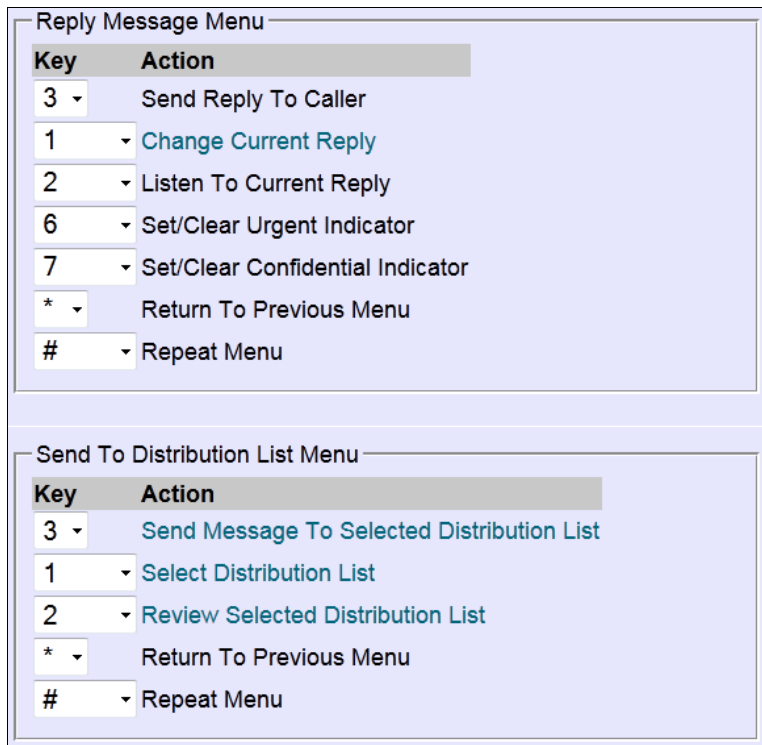 Reply Message Menu
Key Action
3 Send Reply To Caller
1 Change Current Reply
2 Listen To Current Reply
6 Set/Clear Urgent Indicator
7 Set/Clear Confidential Indicator
* Return To Previous Menu
# Repeat Menu
Send To Distribution List Menu
Key Action
3 Send Message To Selected Distribution List
1 Select Distribution List
2 Review Selected Distribution List
* Return To Previous Menu
# Repeat Menu